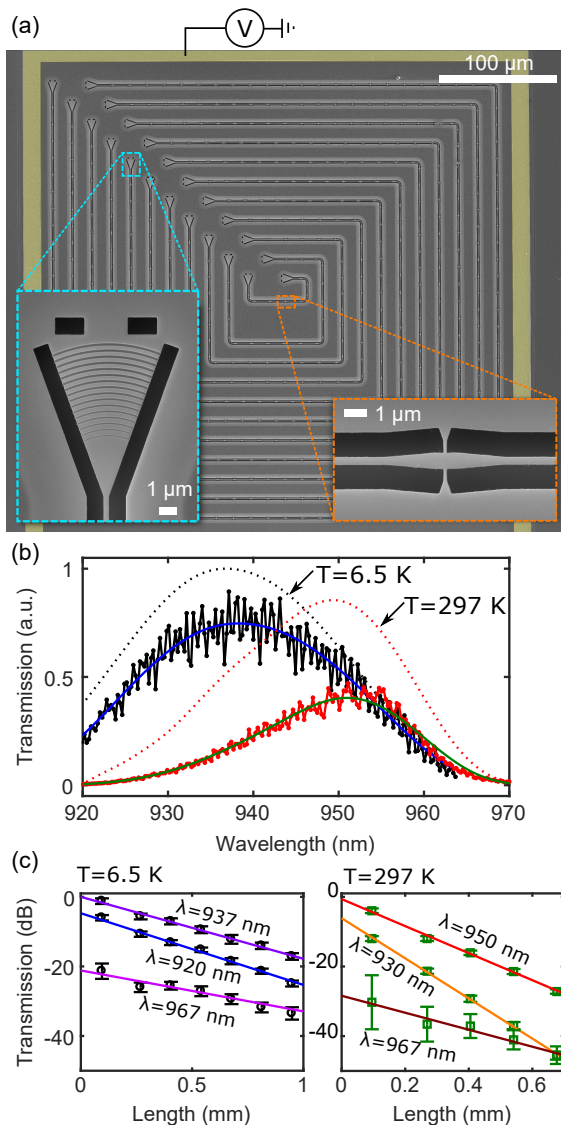 (a)
V
100 μm
1 μm
1 μm
(b)
1
0.5
0
Transmission (a.u.)
T=6.5 K
T=297 K
920 930 940 950 960 970
Wavelength (nm)
(c)
T=6.5 K
0
-20
-40
Transmission (dB)
λ=937 nm
λ=920 nm
λ=967 nm
0 0.5 1
Length (mm)
T=297 K
0
-20
-40
λ=950 nm
λ=930 nm
λ=967 nm
0 0.2 0.4 0.6
Length (mm)